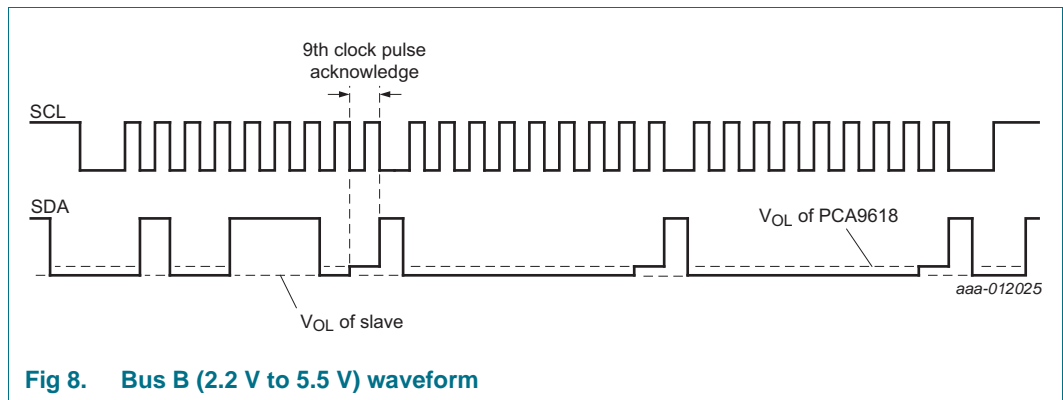 9th clock pulse
acknowledge
SCL
SDA
VOL of PCA9618
aaa-012025
VOL of slave
Fig 8. Bus B (2.2 V to 5.5 V) waveform